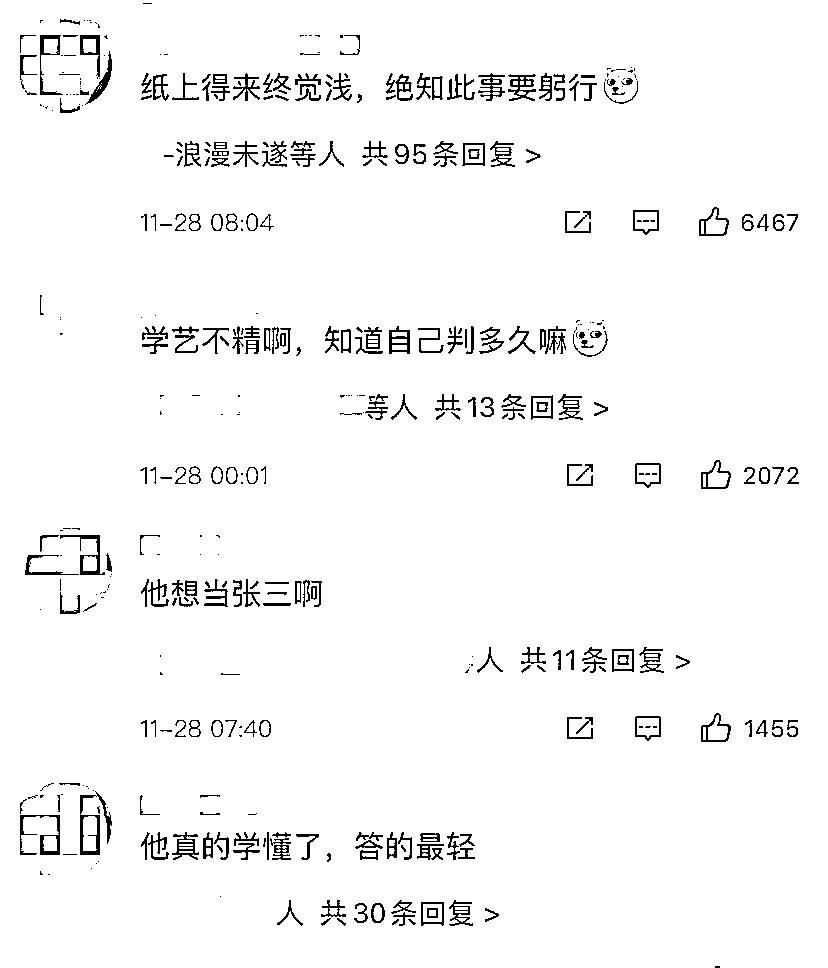 纸上得来终觉浅，绝知此事要躬行
-浪漫未遂等人 共95条回复 >
11-28 08:04 6467
学艺不精啊，知道自己判多久嘛
等人 共13条回复 >
11-28 00:01 2072
他想当张三啊
人 共11条回复 >
11-28 07:40 1455
他真的学懂了，答的最轻
人 共30条回复 >